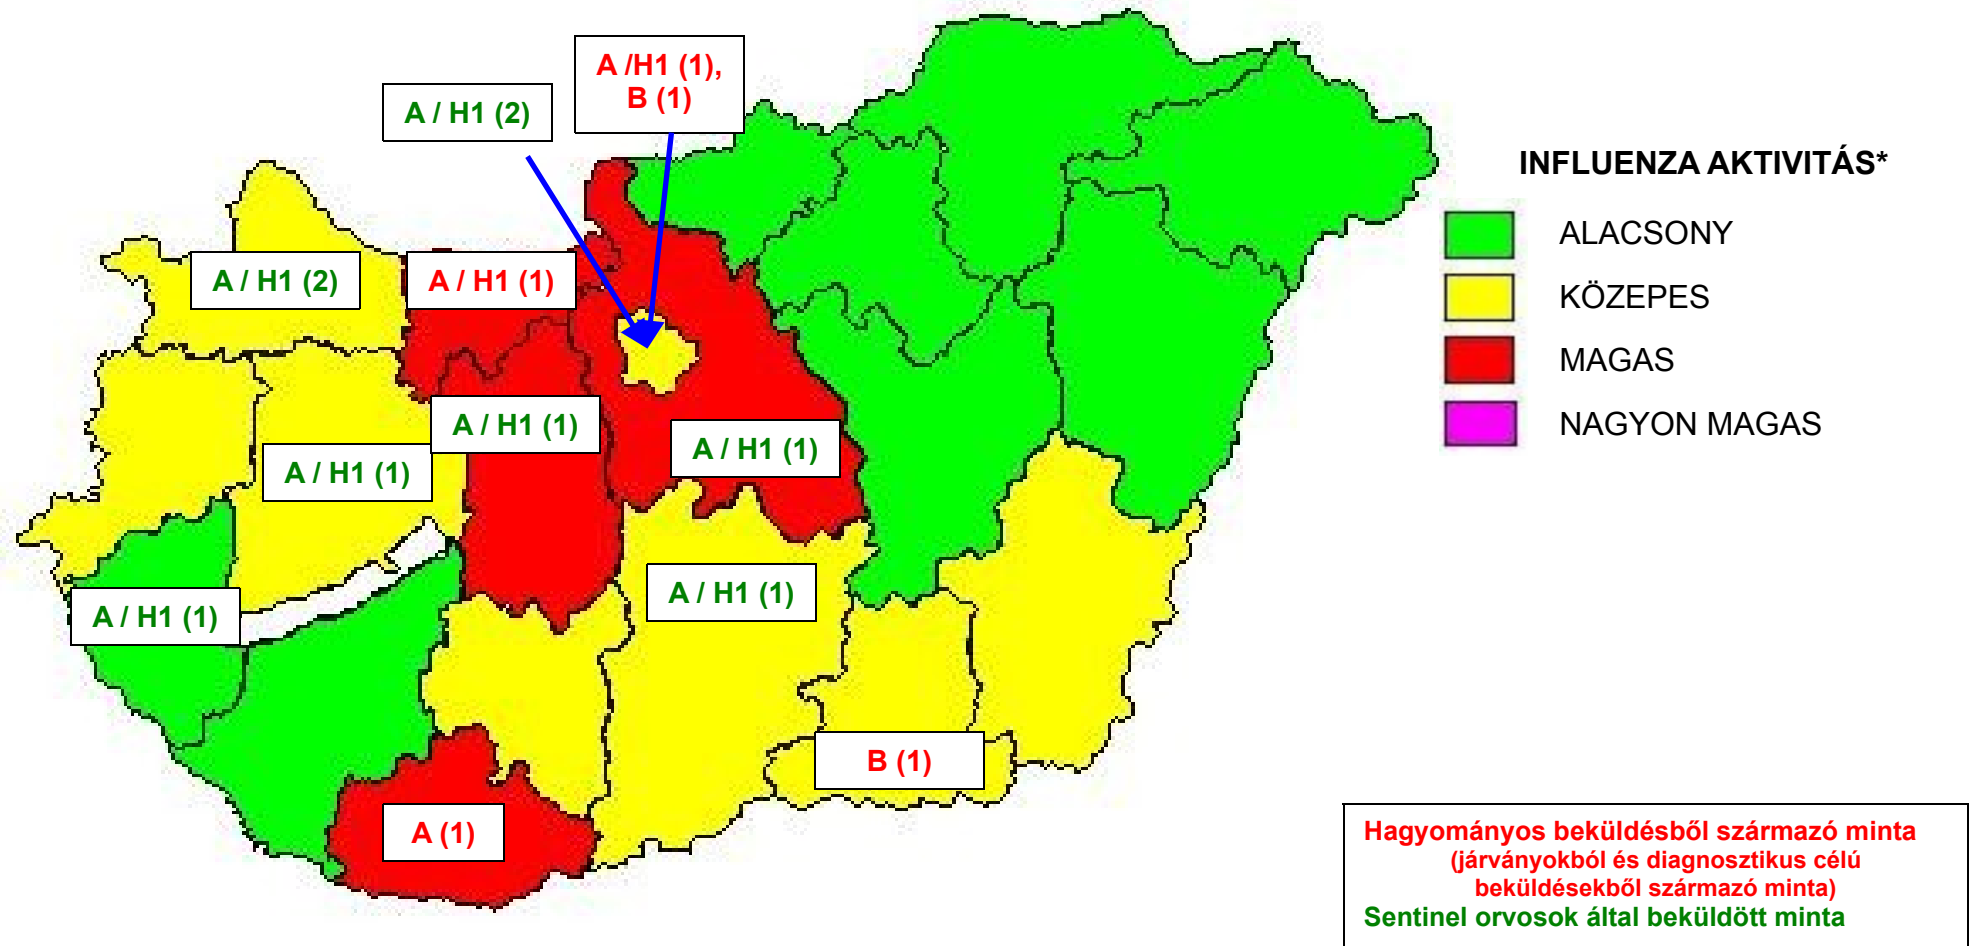 A /H1 (1),
B (1)
A / H1 (2)
A / H1 (2)
A / H1 (1)
A / H1 (1)
A / H1 (1)
A / H1 (1)
A / H1 (1)
A / H1 (1)
B (1)
A (1)
INFLUENZA AKTIVITÁS*
ALACSONY
KÖZEPES
MAGAS
NAGYON MAGAS
Hagyományos beküldésből származó minta
(járványokból és diagnosztikus célú
beküldésekből származó minta)
Sentinel orvosok által beküldött minta